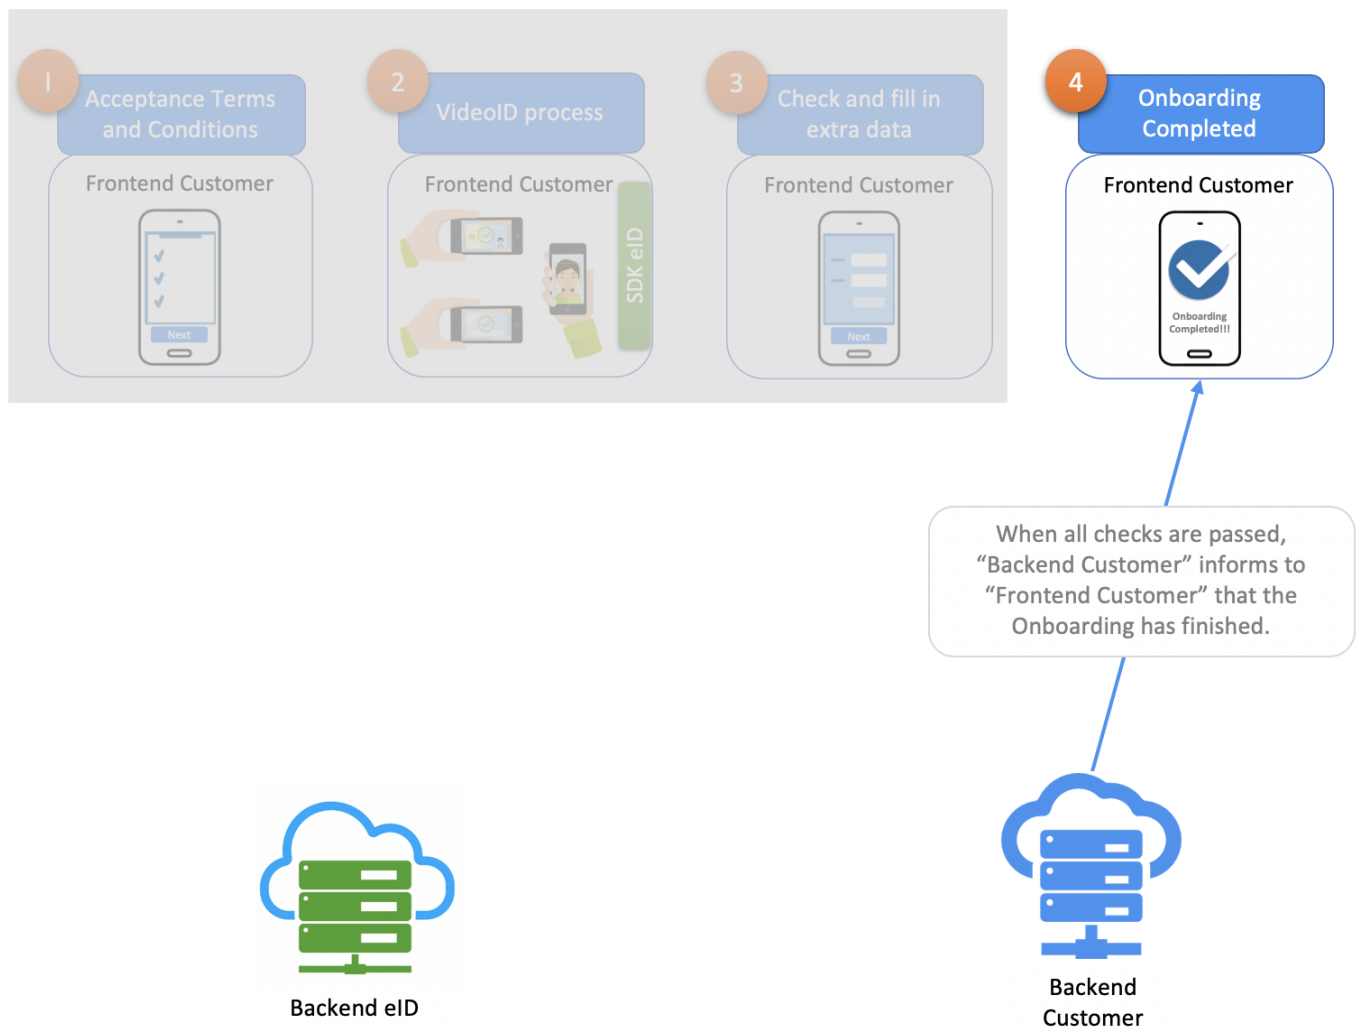 1
Acceptance Terms
and Conditions
Frontend Customer
Next
2
VideoID process
Frontend Customer
SDK eID
3
Check and fill in
extra data
Frontend Customer
Next
4
Onboarding
Completed
Frontend Customer
Onboarding
Completed!!!
When all checks are passed,
“Backend Customer” informs to
“Frontend Customer” that the
Onboarding has finished.
Backend eID
Backend
Customer